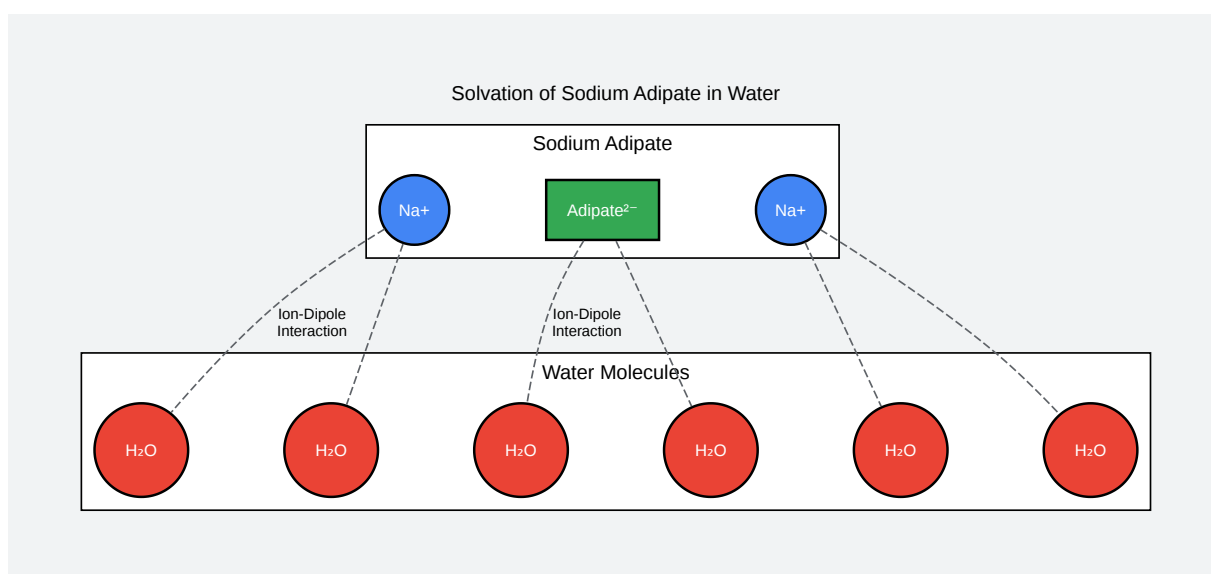 Solvation of Sodium Adipate in Water
Sodium Adipate
Na+
Adipate²⁻
Na+
Ion-Dipole
Interaction
Ion-Dipole
Interaction
Water Molecules
H₂O
H₂O
H₂O
H₂O
H₂O
H₂O